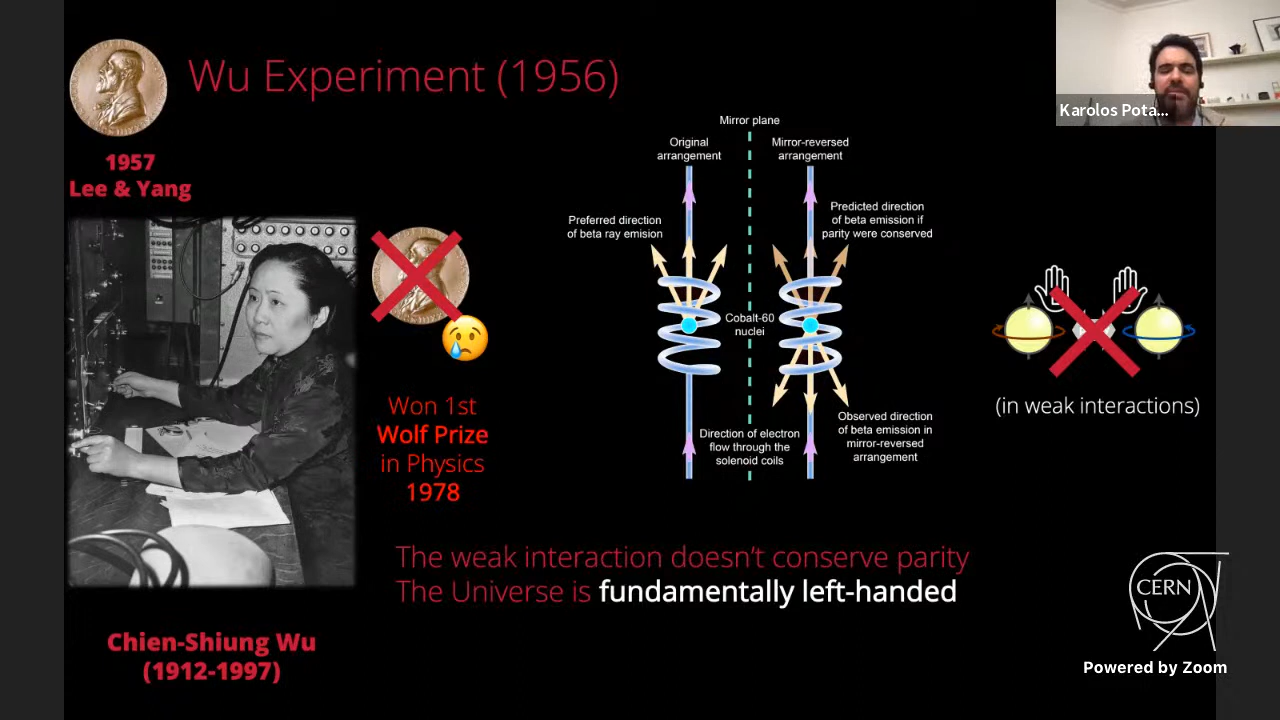 Wu Experiment (1956)
1957
Lee & Yang
Karolos Pota...
Mirror plane
Original
arrangement
Mirror-reversed
arrangement
Preferred direction
of beta ray emision
Predicted direction
of beta emission if
parity were conserved
Cobalt-60
nuclei
Direction of electron
flow through the
solenoid coils
Observed direction
of beta emission in
mirror-reversed
arrangement
(in weak interactions)
Won 1st
Wolf Prize
in Physics
1978
The weak interaction doesn't conserve parity
The Universe is fundamentally left-handed
Chien-Shiung Wu
(1912-1997)
CERN
Powered by Zoom